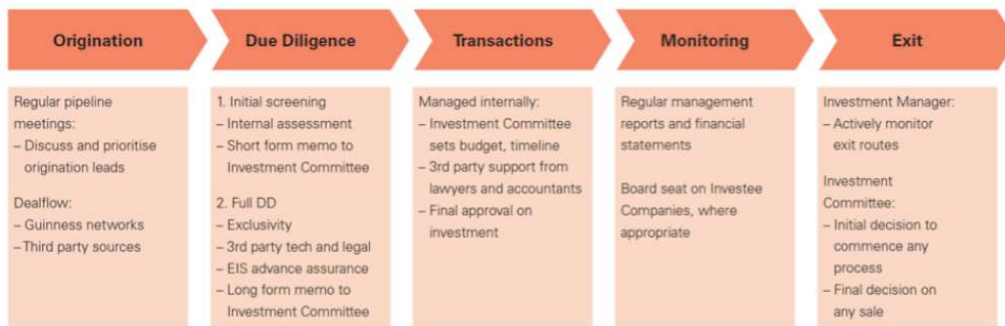 Origination
Due Diligence
Transactions
Monitoring
Exit
Regular pipeline
meetings:
– Discuss and prioritise
origination leads
Dealflow:
– Guinness networks
– Third party sources
1. Initial screening
– Internal assessment
– Short form memo to
Investment Committee
2. Full DD
– Exclusivity
– 3rd party tech and legal
– EIS advance assurance
– Long form memo to
Investment Committee
Managed internally:
– Investment Committee
sets budget, timeline
– 3rd party support from
lawyers and accountants
– Final approval on
investment
Regular management
reports and financial
statements
Board seat on Investee
Companies, where
appropriate
Investment Manager:
– Actively monitor
exit routes
Investment
Committee:
– Initial decision to
commence any
process
– Final decision on
any sale